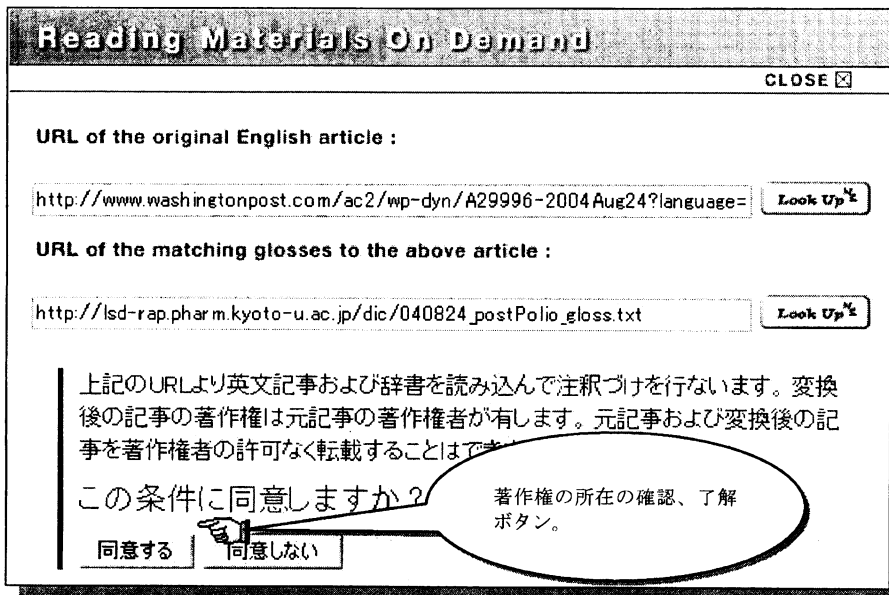 Reading Materials On Demand
CLOSE
URL of the original English article :
http://www.washingtonpost.com/ac2/wp-dyn/A29996-2004Aug24?language=
Look Up
URL of the matching glosses to the above article :
http://lsd-rap.pharm.kyoto-u.ac.jp/dic/040824_postPolio_gloss.txt
Look Up
上記のURLより英文記事および辞書を読み込んで注釈づけを行ないます。変換
後の記事の著作権は元記事の著作権者が有します。元記事および変換後の記
事を著作権者の許可なく転載することはでき
この条件に同意しますか?
著作権の所在の確認、了解
ボタン。
同意する
同意しない